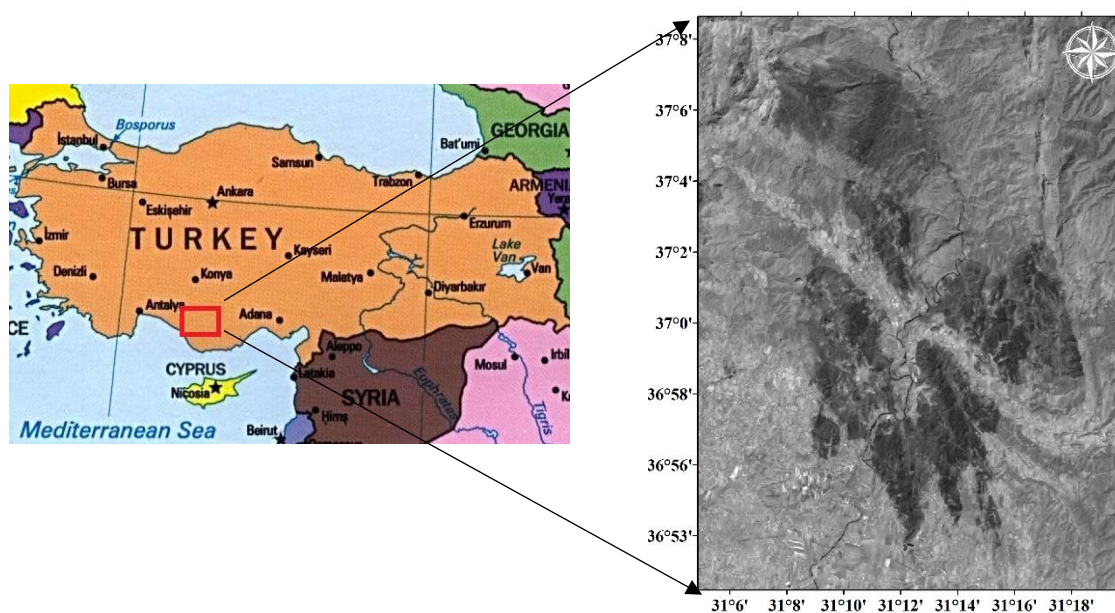 Bosporus
İstanbul
Bursa
Eskişehir
Ankara
Samsun
Trabzon
Bat'umi
GEORGIA
ARMENIA
Yere
Erzurum
TURKEY
İzmir
Denizli
Konya
Kayseri
Malatya
Lake
Van
Van
Diyarbakır
Antalya
Adana
CE
CYPRUS
Nicosia
Aleppo
Latakia
SYRIA
Hims
Beirut
Damascus
Euphrates
Mosul
Irbil
Tigris
Mediterranean Sea
37°8'
37°6'
37°4'
37°2'
37°0'
36°58'
36°56'
36°53'
31°6' 31°8' 31°10' 31°12' 31°14' 31°16' 31°18'